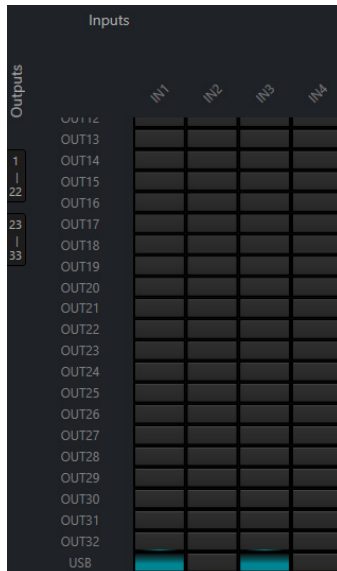 Inputs
Outputs
IN1 IN2 IN3 IN4
OUT12
OUT13
1
|
22
OUT14
OUT15
OUT16
23
|
33
OUT17
OUT18
OUT19
OUT20
OUT21
OUT22
OUT23
OUT24
OUT25
OUT26
OUT27
OUT28
OUT29
OUT30
OUT31
OUT32
USB